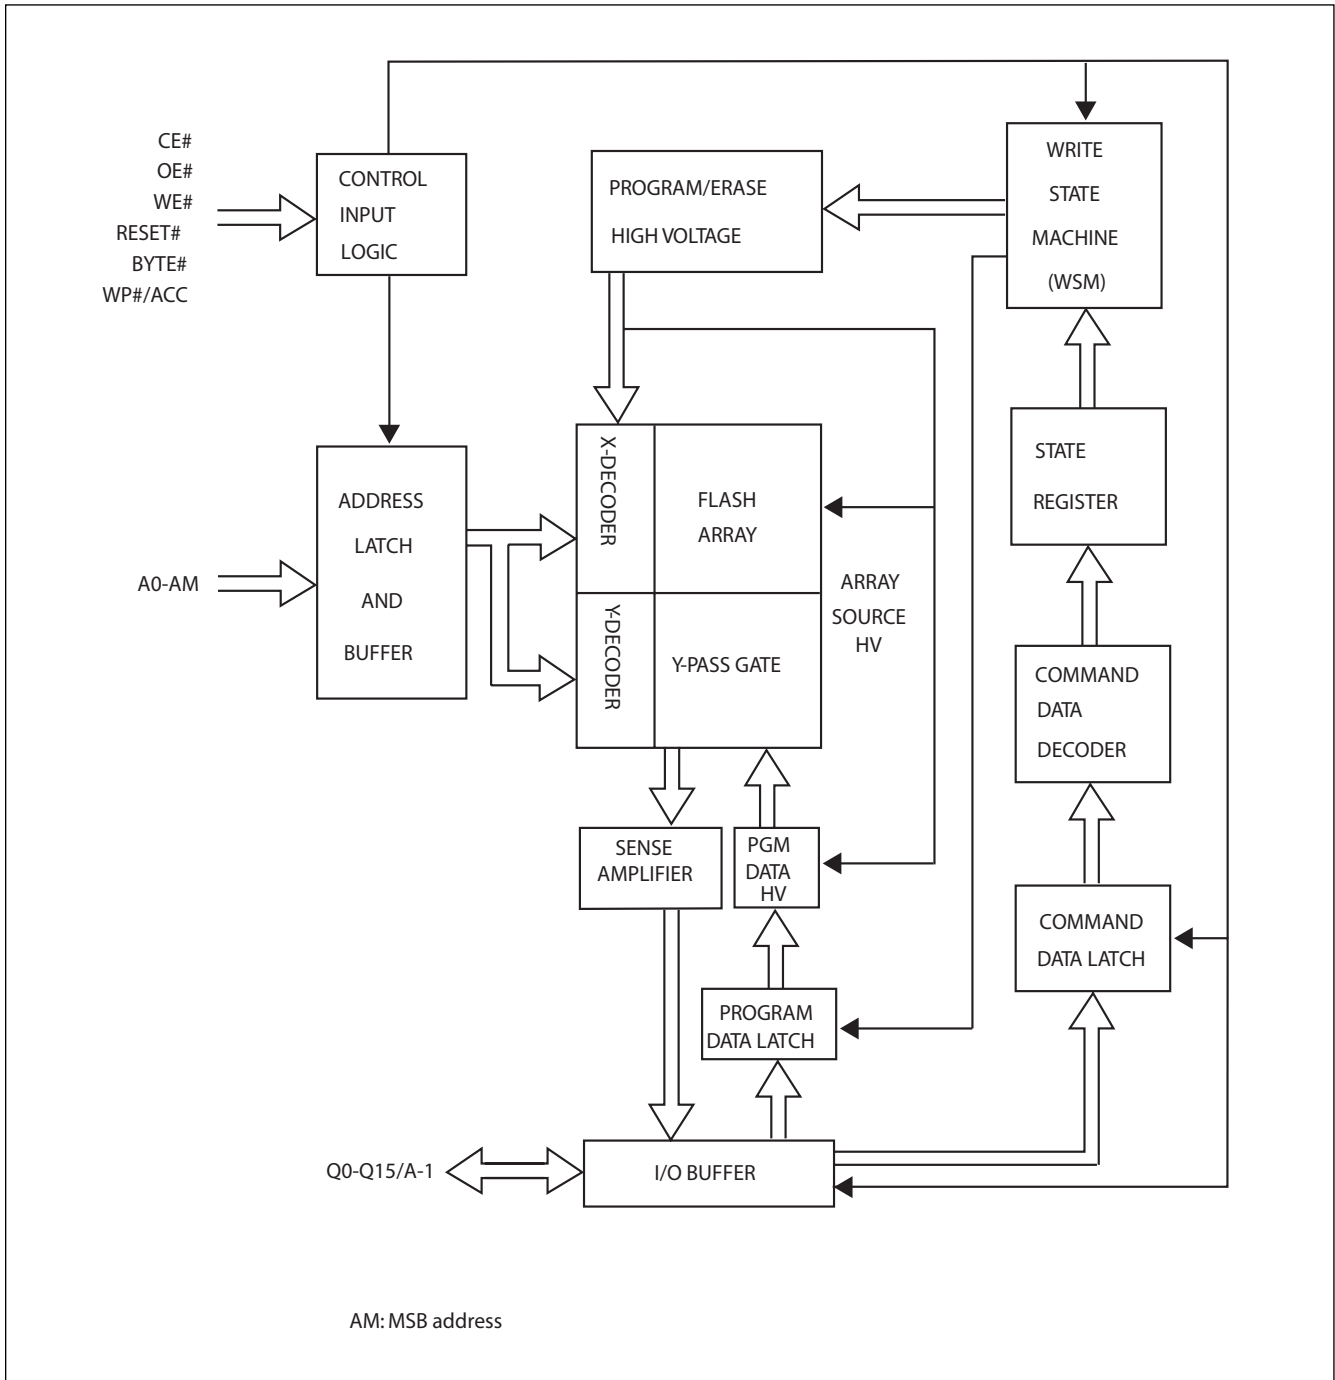 CE#
OE#
WE#
RESET#
BYTE#
WP#/ACC
CONTROL
INPUT
LOGIC
PROGRAM/ERASE
HIGH VOLTAGE
WRITE
STATE
MACHINE
(WSM)
A0-AM
ADDRESS
LATCH
AND
BUFFER
X-DECODER
FLASH
ARRAY
Y-DECODER
Y-PASS GATE
ARRAY
SOURCE
HV
STATE
REGISTER
COMMAND
DATA
DECODER
SENSE
AMPLIFIER
PGM
DATA
HV
COMMAND
DATA LATCH
PROGRAM
DATA LATCH
Q0-Q15/A-1
I/O BUFFER
AM: MSB address